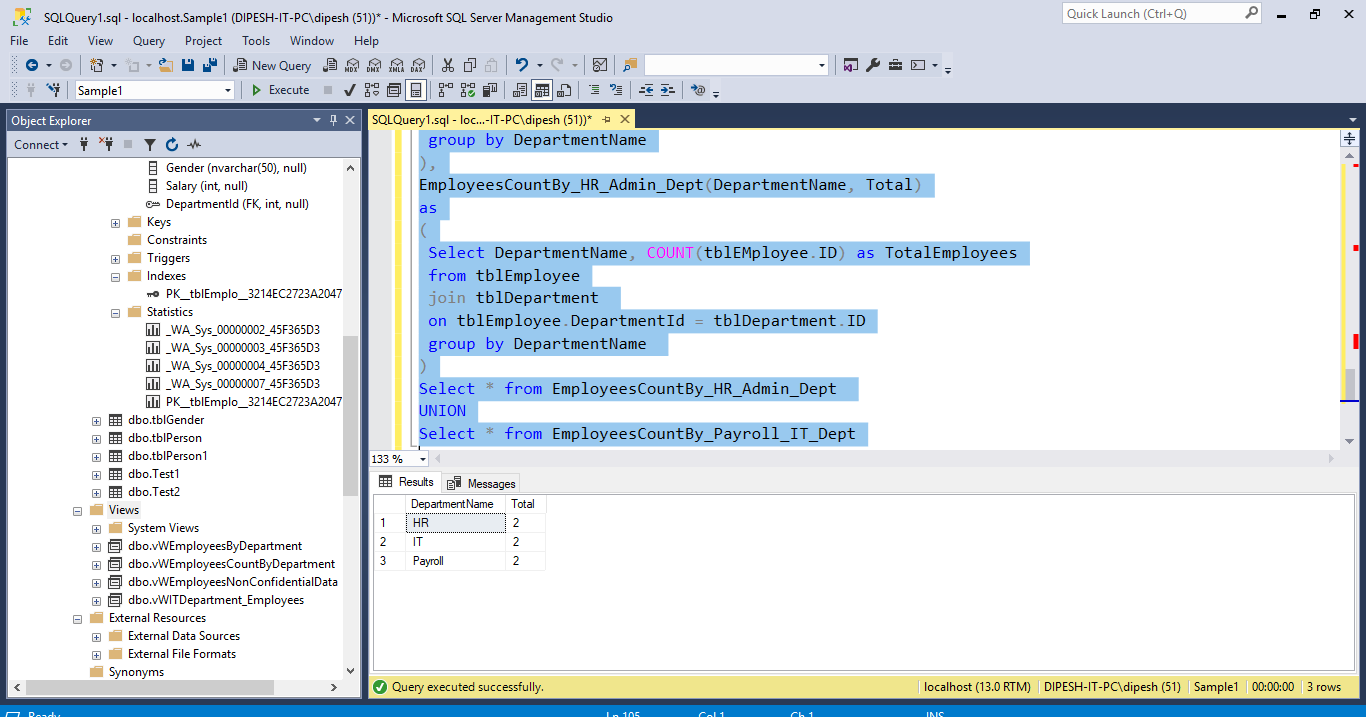 SQLQuery1.sql - localhost.Sample1 (DIPESH-IT-PC\dipesh (51))* - Microsoft SQL Server Management Studio
Quick Launch (Ctrl+Q)
File Edit View Query Project Tools Window Help
New Query MDX DMX XMLA DAX
Sample1 Execute
Object Explorer
SQLQuery1.sql - loc...-IT-PC\dipesh (51))*
Connect
Gender (nvarchar(50), null)
Salary (int, null)
DepartmentId (FK, int, null)
Keys
Constraints
Triggers
Indexes
PK__tblEmplo__3214EC2723A2047
Statistics
_WA_Sys_00000002_45F365D3
_WA_Sys_00000003_45F365D3
_WA_Sys_00000004_45F365D3
_WA_Sys_00000007_45F365D3
PK__tblEmplo__3214EC2723A2047
dbo.tblGender
dbo.tblPerson
dbo.tblPerson1
dbo.Test1
dbo.Test2
Views
System Views
dbo.vWEmployeesByDepartment
dbo.vWEmployeesCountByDepartment
dbo.vWEmployeesNonConfidentialData
dbo.vWITDepartment_Employees
External Resources
External Data Sources
External File Formats
Synonyms
group by DepartmentName
),
EmployeesCountBy_HR_Admin_Dept(DepartmentName, Total)
as
(
Select DepartmentName, COUNT(tblEMployee.ID) as TotalEmployees
from tblEmployee
join tblDepartment
on tblEmployee.DepartmentId = tblDepartment.ID
group by DepartmentName
)
Select * from EmployeesCountBy_HR_Admin_Dept
UNION
Select * from EmployeesCountBy_Payroll_IT_Dept
133 %
Results Messages
DepartmentName Total
1 HR 2
2 IT 2
3 Payroll 2
Query executed successfully. localhost (13.0 RTM) DIPESH-IT-PC\dipesh (51) Sample1 00:00:00 3 rows
Ready Ln 105 Col 1 Ch 1 INS